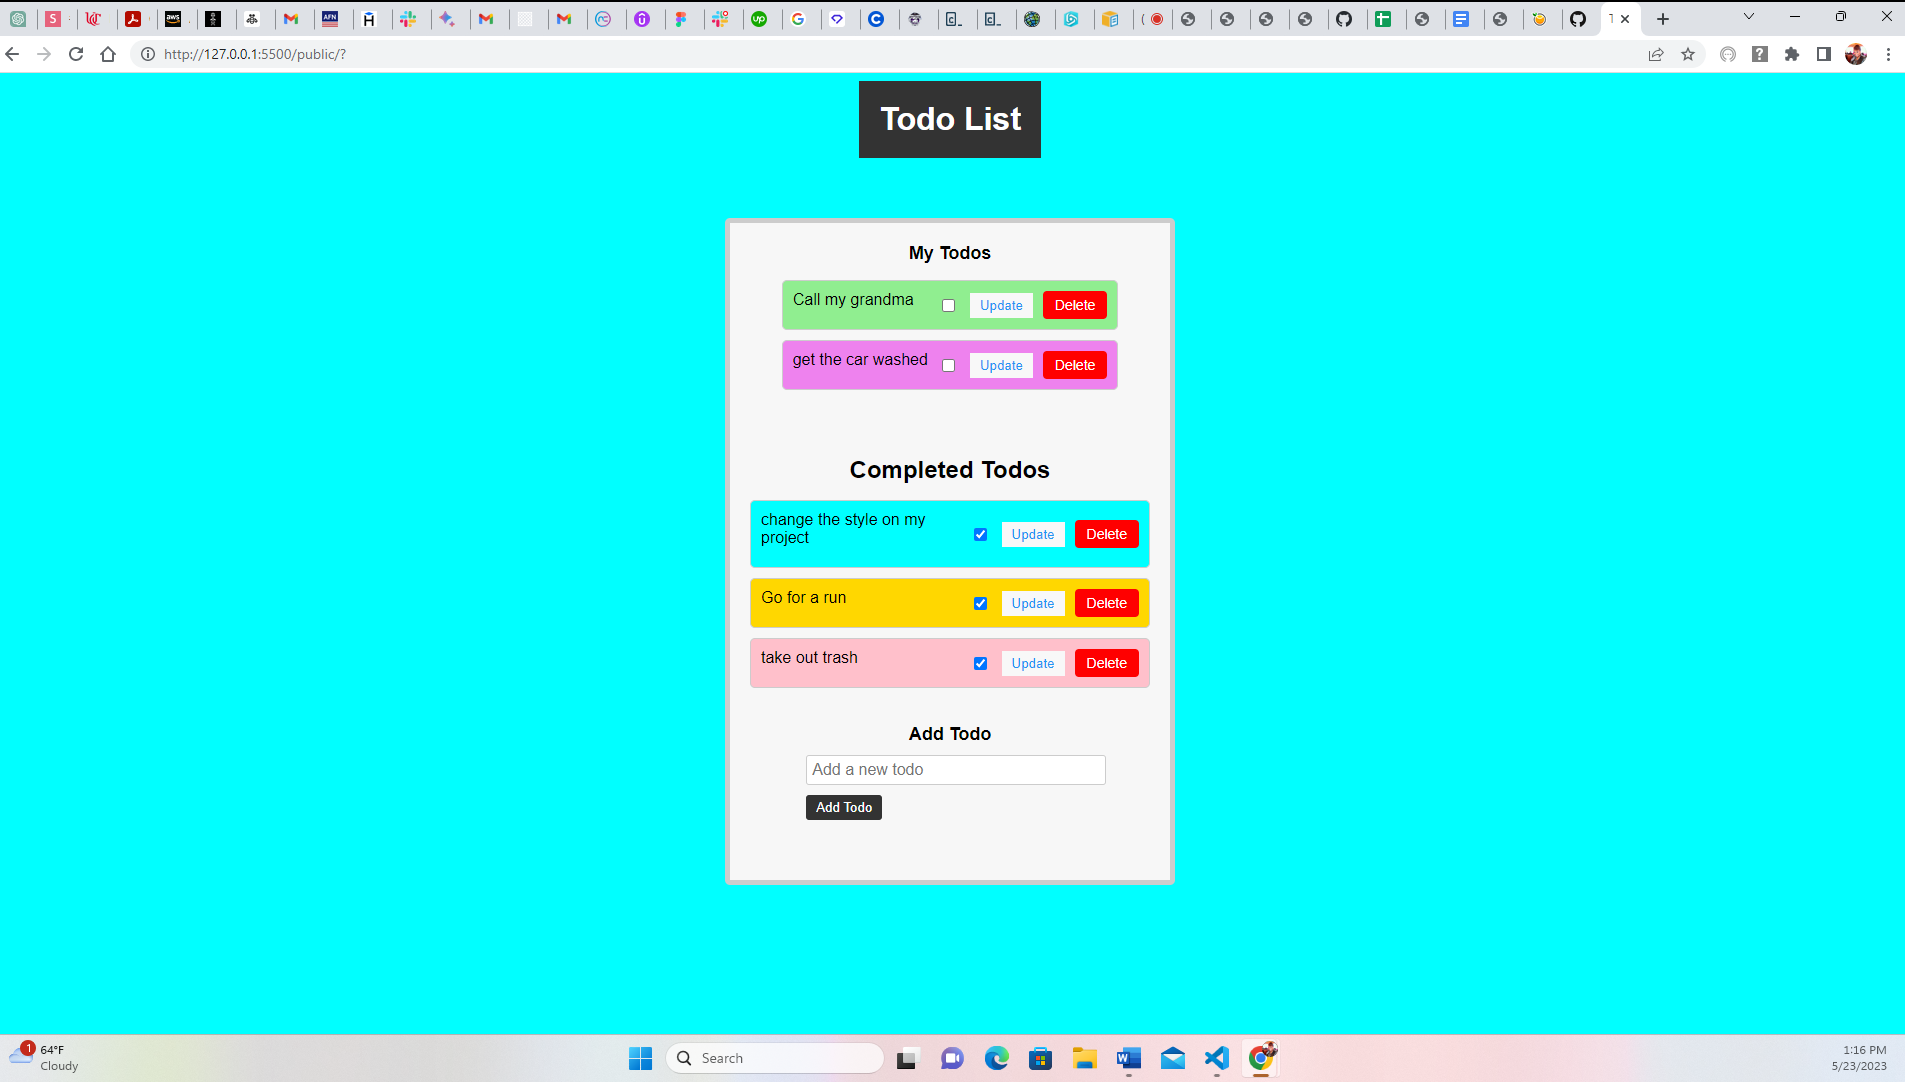 http://127.0.0.1:5500/public/?
Todo List
My Todos
Call my grandma
Update
Delete
get the car washed
Update
Delete
Completed Todos
change the style on my
project
Update
Delete
Go for a run
Update
Delete
take out trash
Update
Delete
Add Todo
Add a new todo
Add Todo
1
64°F
Cloudy
Search
1:16 PM
5/23/2023